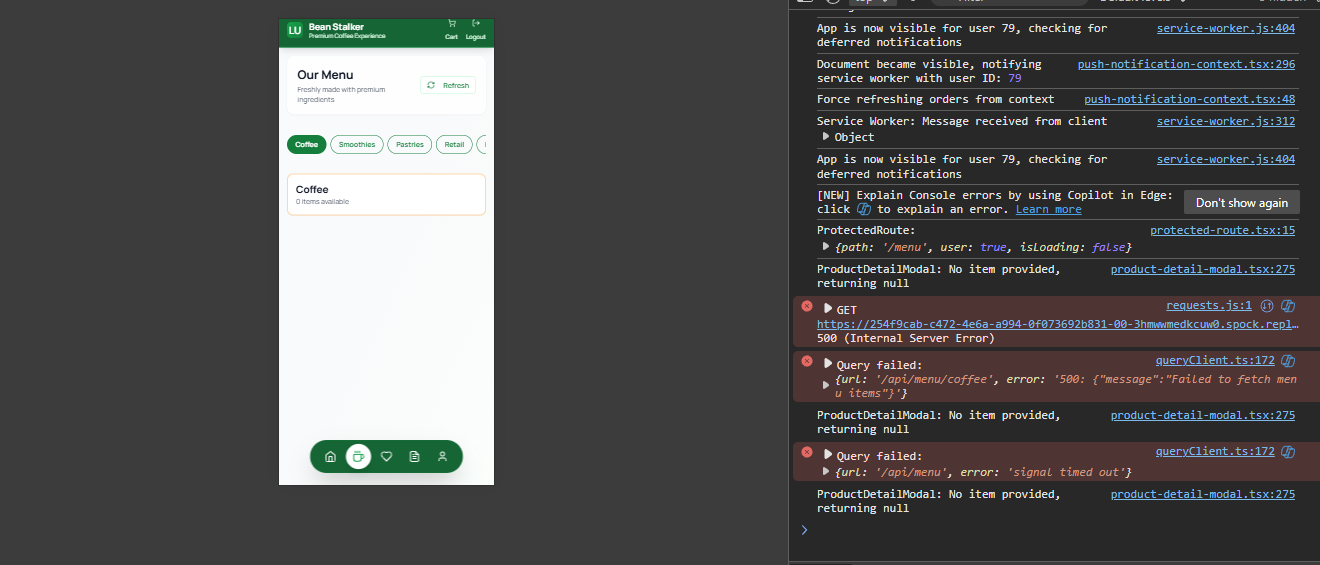 LU
Bean Stalker
Premium Coffee Experience
Cart
Logout
Our Menu
Freshly made with premium
ingredients
Refresh
Coffee
Smoothies
Pastries
Retail
Coffee
0 items available
App is now visible for user 79, checking for
deferred notifications
service-worker.js:404
Document became visible, notifying
service worker with user ID: 79
push-notification-context.tsx:296
Force refreshing orders from context
push-notification-context.tsx:48
Service Worker: Message received from client
service-worker.js:312
Object
App is now visible for user 79, checking for
deferred notifications
service-worker.js:404
[NEW] Explain Console errors by using Copilot in Edge:
click to explain an error. Learn more
Don't show again
ProtectedRoute:
protected-route.tsx:15
{path: '/menu', user: true, isLoading: false}
ProductDetailModal: No item provided,
returning null
product-detail-modal.tsx:275
GET
requests.js:1
https://254f9cab-c472-4e6a-a994-0f073692b831-00-3hmwwmedkcuw0.spock.repl…
500 (Internal Server Error)
Query failed:
queryClient.ts:172
{url: '/api/menu/coffee', error: '500: {"message":"Failed to fetch men
u items"}'}
ProductDetailModal: No item provided,
returning null
product-detail-modal.tsx:275
Query failed:
queryClient.ts:172
{url: '/api/menu', error: 'signal timed out'}
ProductDetailModal: No item provided,
returning null
product-detail-modal.tsx:275